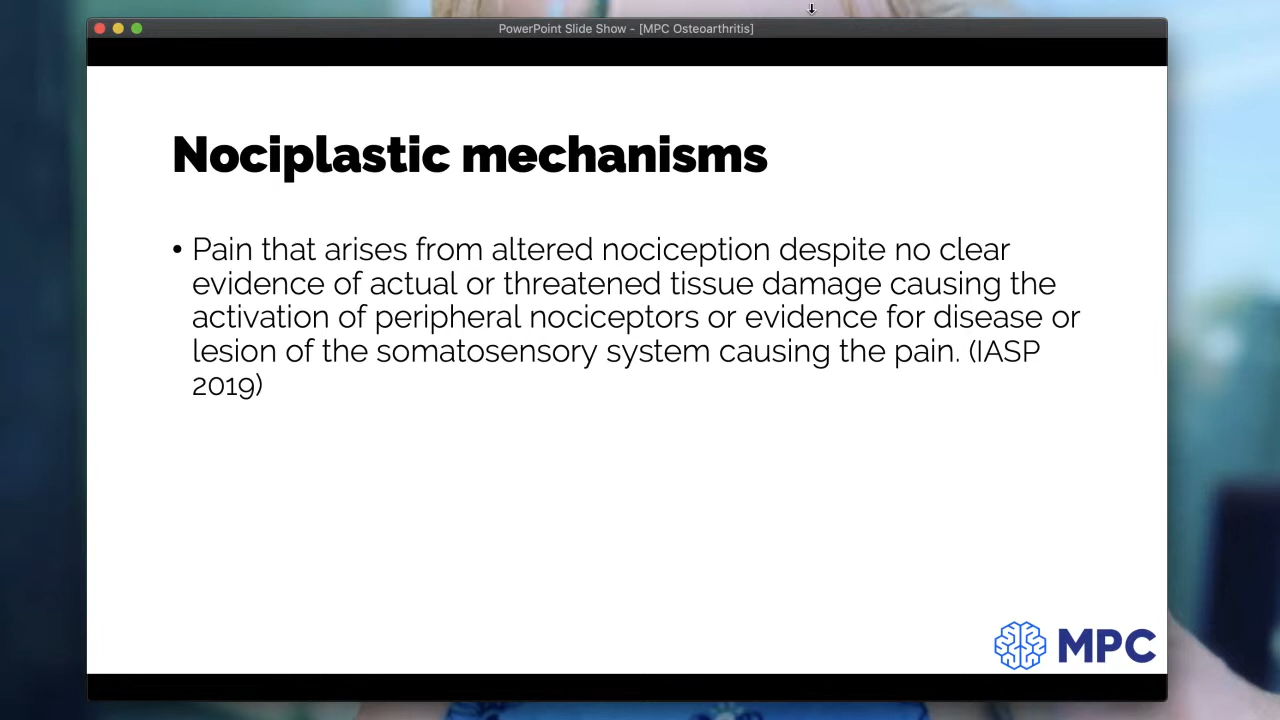 PowerPoint Slide Show - [MPC Osteoarthritis]
Nociplastic mechanisms
• Pain that arises from altered nociception despite no clear
evidence of actual or threatened tissue damage causing the
activation of peripheral nociceptors or evidence for disease or
lesion of the somatosensory system causing the pain. (IASP
2019)
MPC